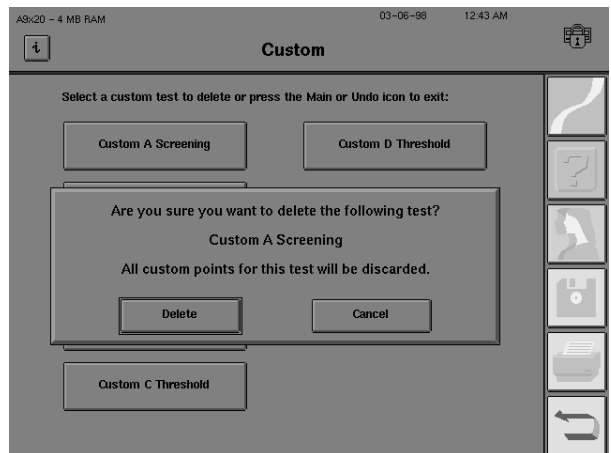 A9x20 - 4 MB RAM
03-06-98 12:43 AM
i
Custom
Select a custom test to delete or press the Main or Undo icon to exit:
Custom A Screening
Custom D Threshold
Are you sure you want to delete the following test?
Custom A Screening
All custom points for this test will be discarded.
Delete
Cancel
Custom C Threshold
?